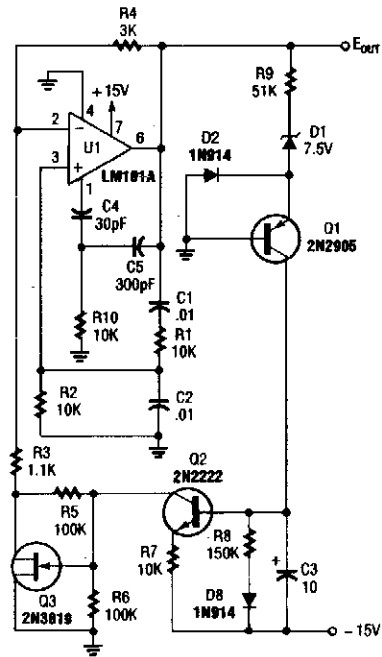 R4
3K
E OUT
R9
51K
+15V
2
4
7
6
3
1
U1
LM101A
D1
7.5V
D2
1N914
C4
30pF
Q1
2N2905
C5
300pF
C1
.01
R10
10K
R1
10K
R2
10K
C2
.01
R3
1.1K
Q2
2N2222
R5
100K
R8
150K
R7
10K
C3
10
+
Q3
2N3819
R6
100K
D8
1N914
-15V